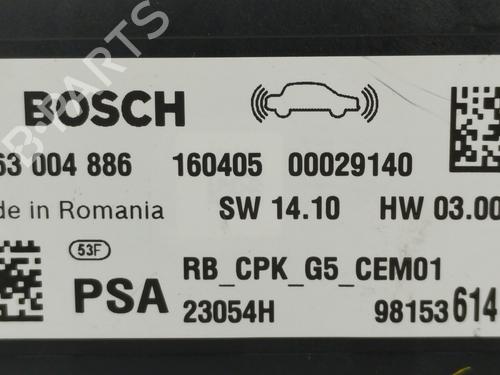 B-PARTS
BOSCH
63 004 886 160405 00029140
de in Romania SW 14.10 HW 03.00
53F
RB_CPK_G5_CEM01
PSA 23054H 98153614